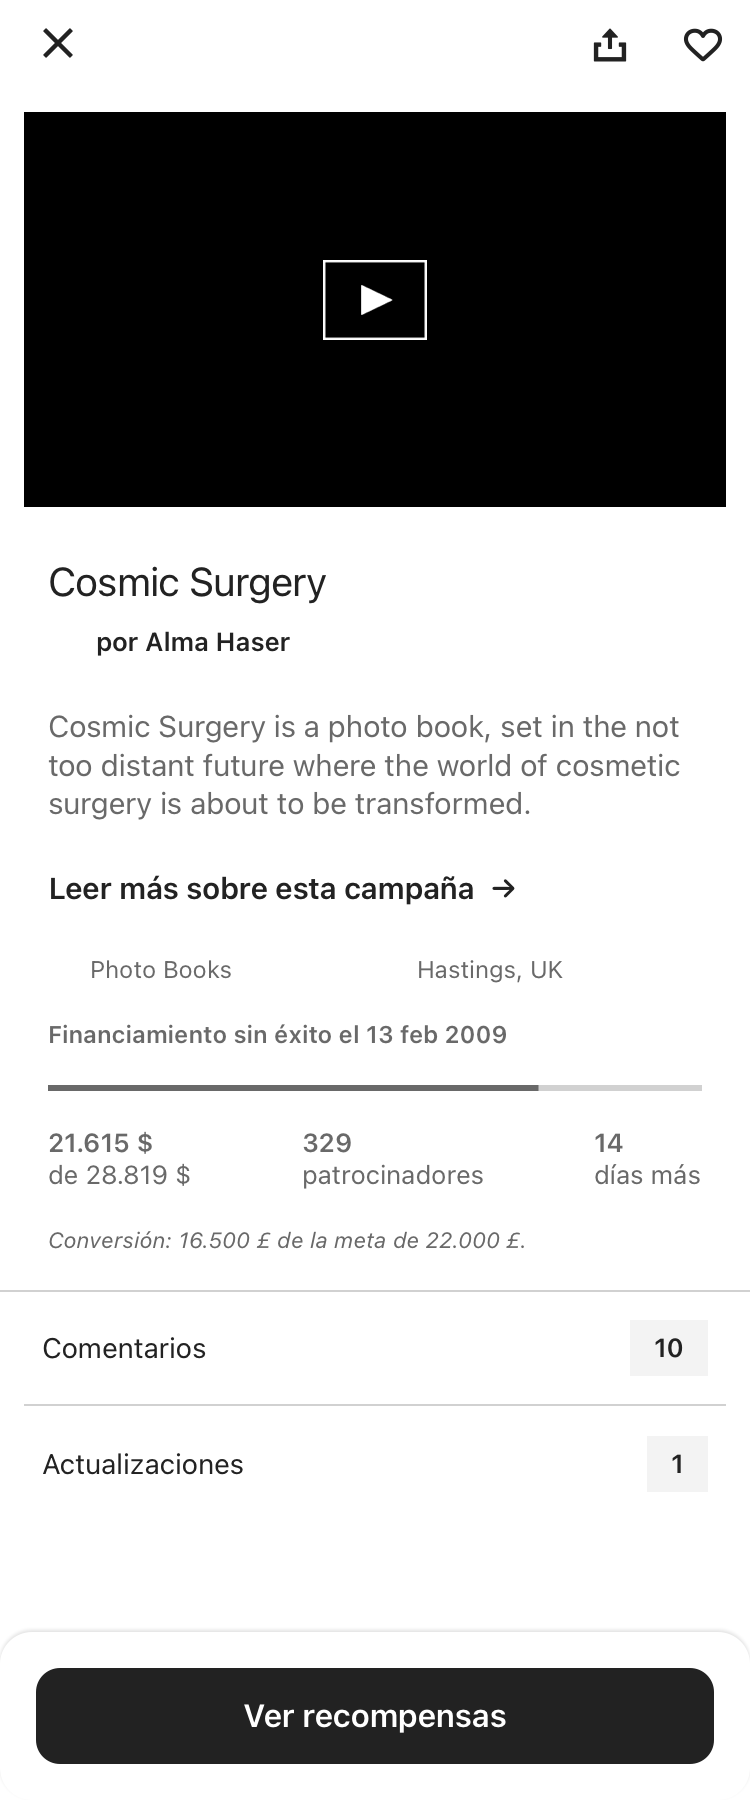 Cosmic Surgery
por Alma Haser
Cosmic Surgery is a photo book, set in the not
too distant future where the world of cosmetic
surgery is about to be transformed.
Leer más sobre esta campaña →
Photo Books
Hastings, UK
Financiamiento sin éxito el 13 feb 2009
21.615 $
de 28.819 $
329
patrocinadores
14
días más
Conversión: 16.500 £ de la meta de 22.000 £.
Comentarios
10
Actualizaciones
1
Ver recompensas